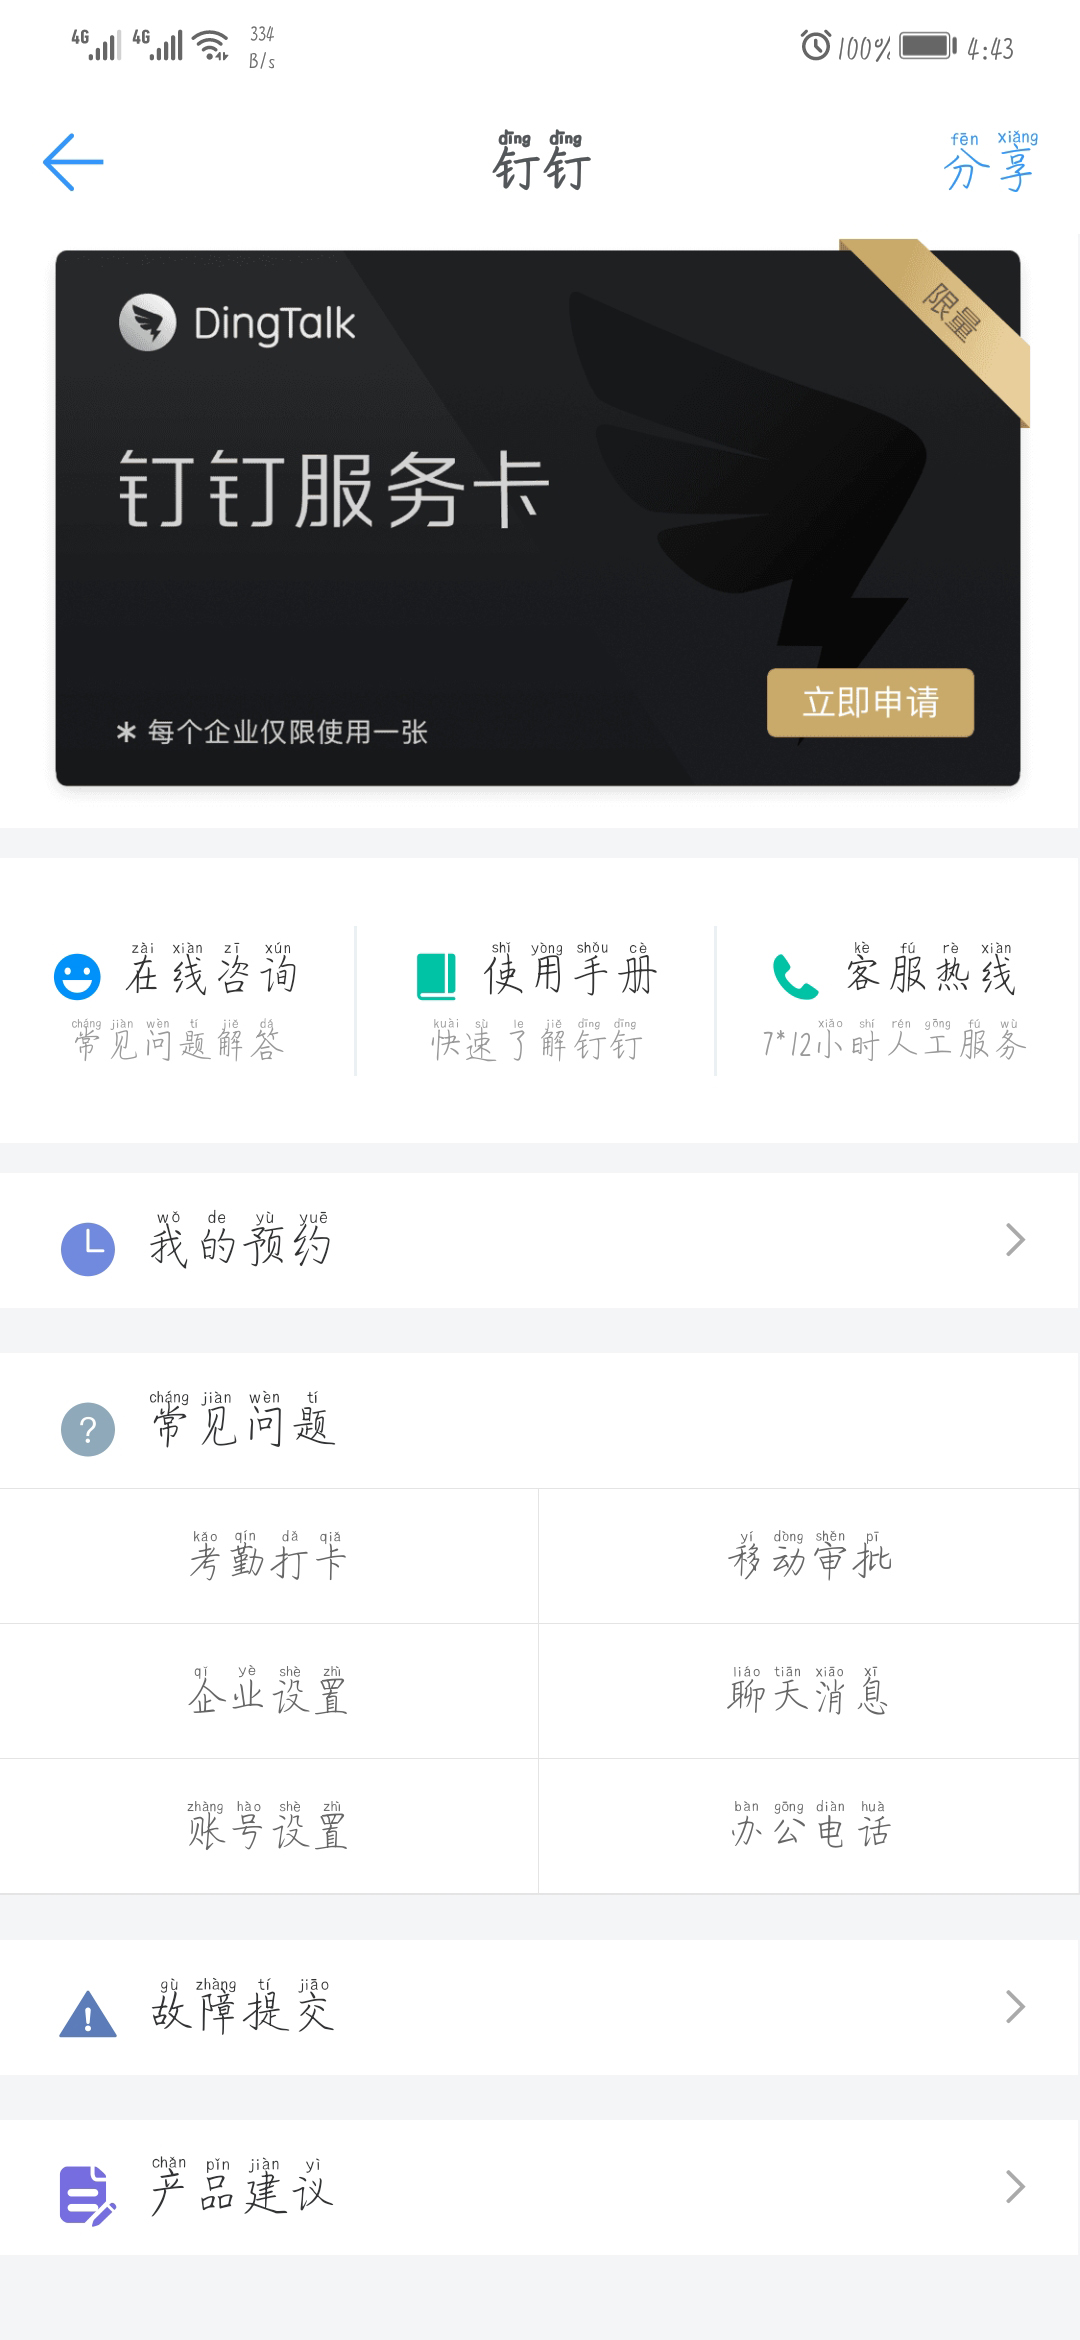 4G 4G 334 B/s 100% 4:43
dīng dīng
钉钉
fēn xiǎng
分享
限量
DingTalk
钉钉服务卡
立即申请
* 每个企业仅限使用一张
zài xiàn zī xún
在线咨询
cháng jiàn wèn tí jiě dá
常见问题解答
shǐ yòng shǒu cè
使用手册
kuài sù le jiě dīng dīng
快速了解钉钉
kè fú rè xiàn
客服热线
xiǎo shí rén gōng fú wù
7*12小时人工服务
wǒ de yù yuē
我的预约
cháng jiàn wèn tí
常见问题
kǎo qín dǎ qiǎ
考勤打卡
yí dòng shěn pī
移动审批
qǐ yè shè zhì
企业设置
liáo tiān xiāo xī
聊天消息
zhàng hào shè zhì
账号设置
bàn gōng diàn huà
办公电话
gù zhàng tí jiāo
故障提交
chǎn pǐn jiàn yì
产品建议